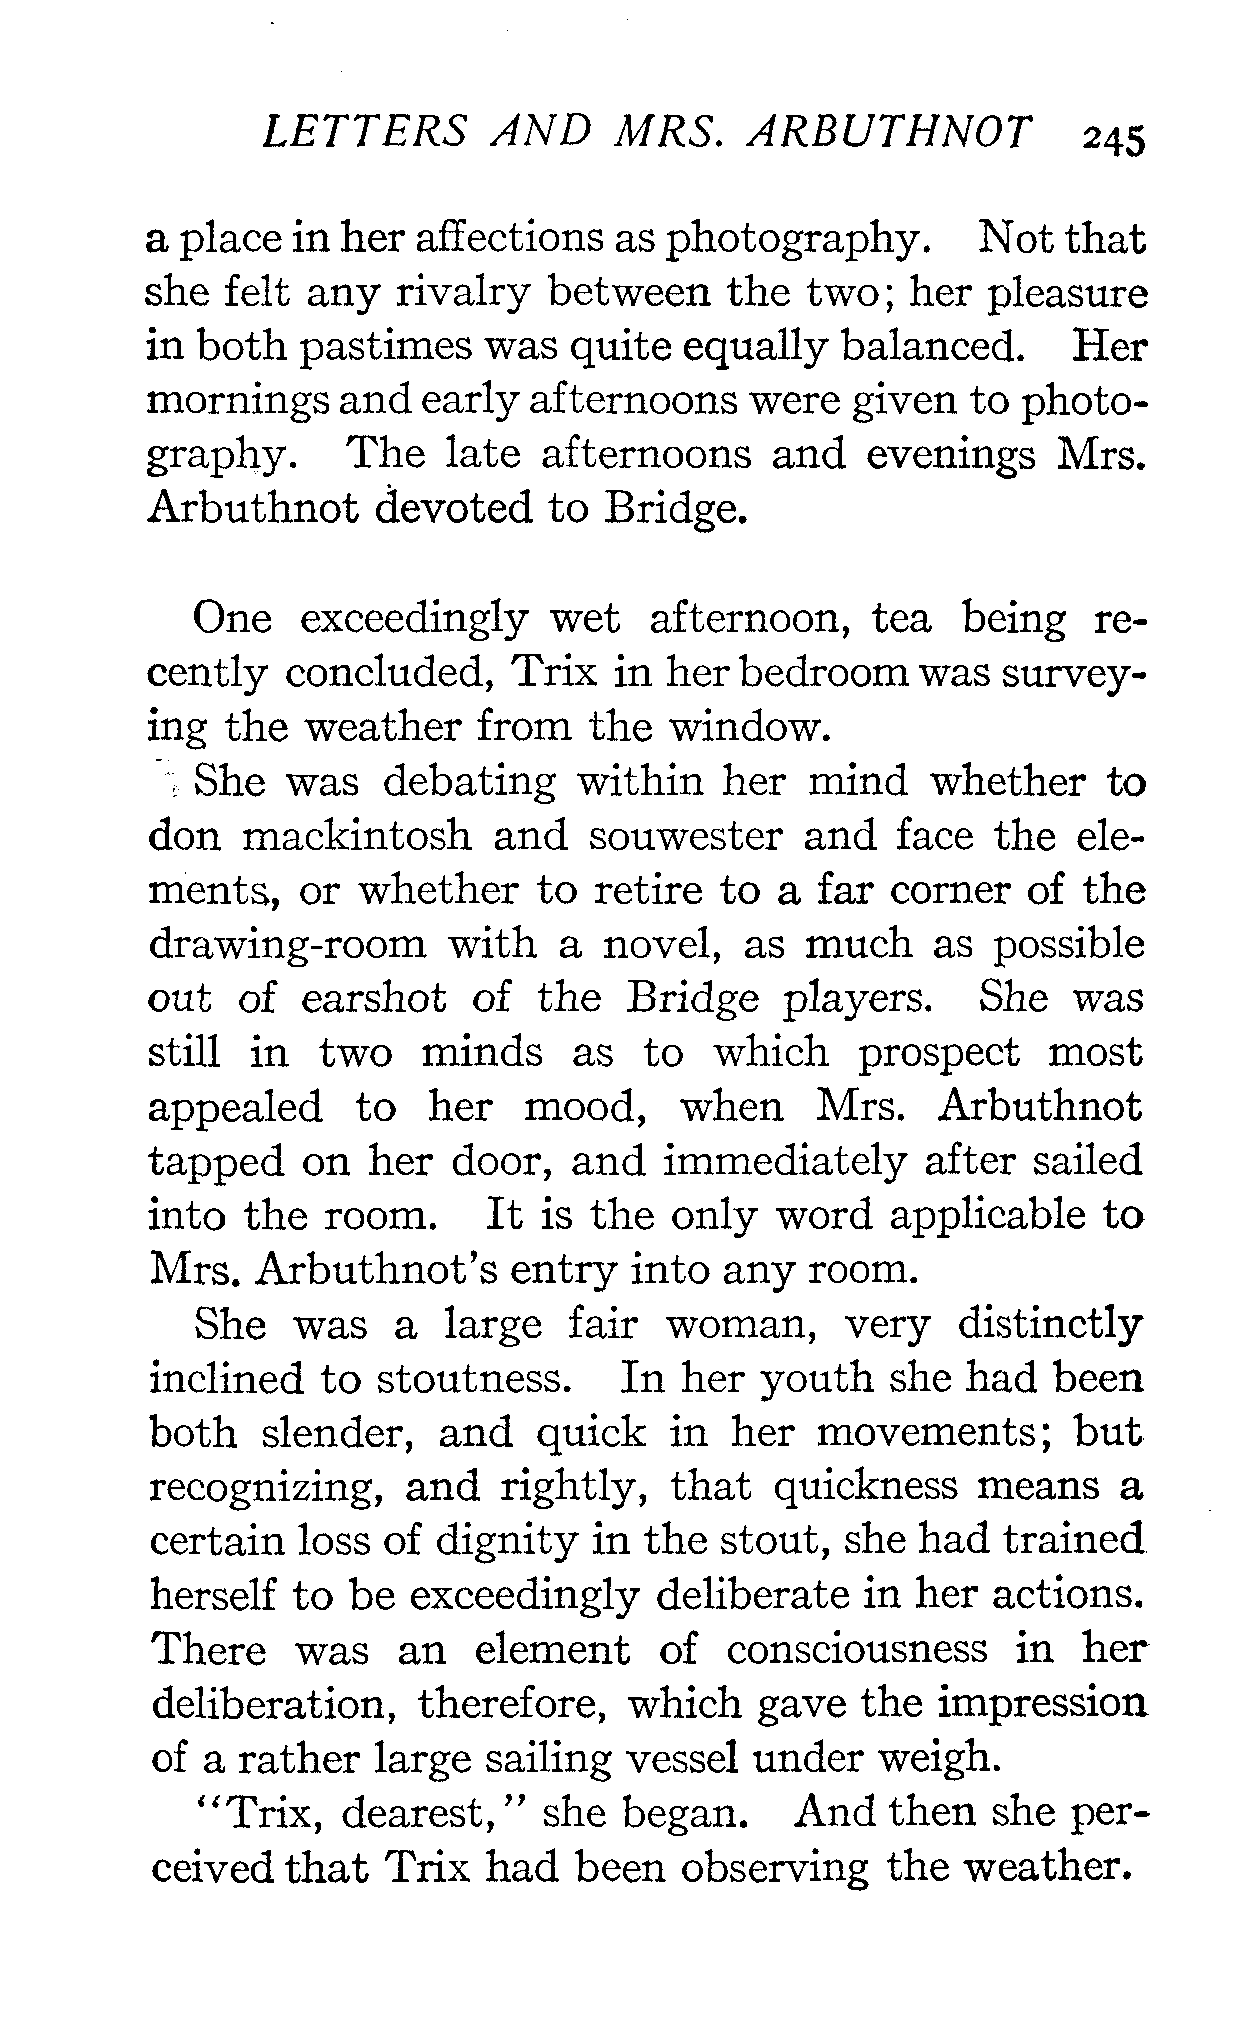 LETTERS AND MRS. ARBUTHNOT 245
a place in her affections as photography. Not that
she felt any rivalry between the two; her pleasure
in both pastimes was quite equally balanced. Her
mornings and early afternoons were given to photo-
graphy. The late afternoons and evenings Mrs.
Arbuthnot devoted to Bridge.
One exceedingly wet afternoon, tea being re-
cently concluded, Trix in her bedroom was survey-
ing the weather from the window.
She was debating within her mind whether to
don mackintosh and souwester and face the ele-
ments, or whether to retire to a far corner of the
drawing-room with a novel, as much as possible
out of earshot of the Bridge players. She was
still in two minds as to which prospect most
appealed to her mood, when Mrs. Arbuthnot
tapped on her door, and immediately after sailed
into the room. It is the only word applicable to
Mrs. Arbuthnot's entry into any room.
She was a large fair woman, very distinctly
inclined to stoutness. In her youth she had been
both slender, and quick in her movements; but
recognizing, and rightly, that quickness means a
certain loss of dignity in the stout, she had trained
herself to be exceedingly deliberate in her actions.
There was an element of consciousness in her
deliberation, therefore, which gave the impression
of a rather large sailing vessel under weigh.
"Trix, dearest," she began. And then she per-
ceived that Trix had been observing the weather.